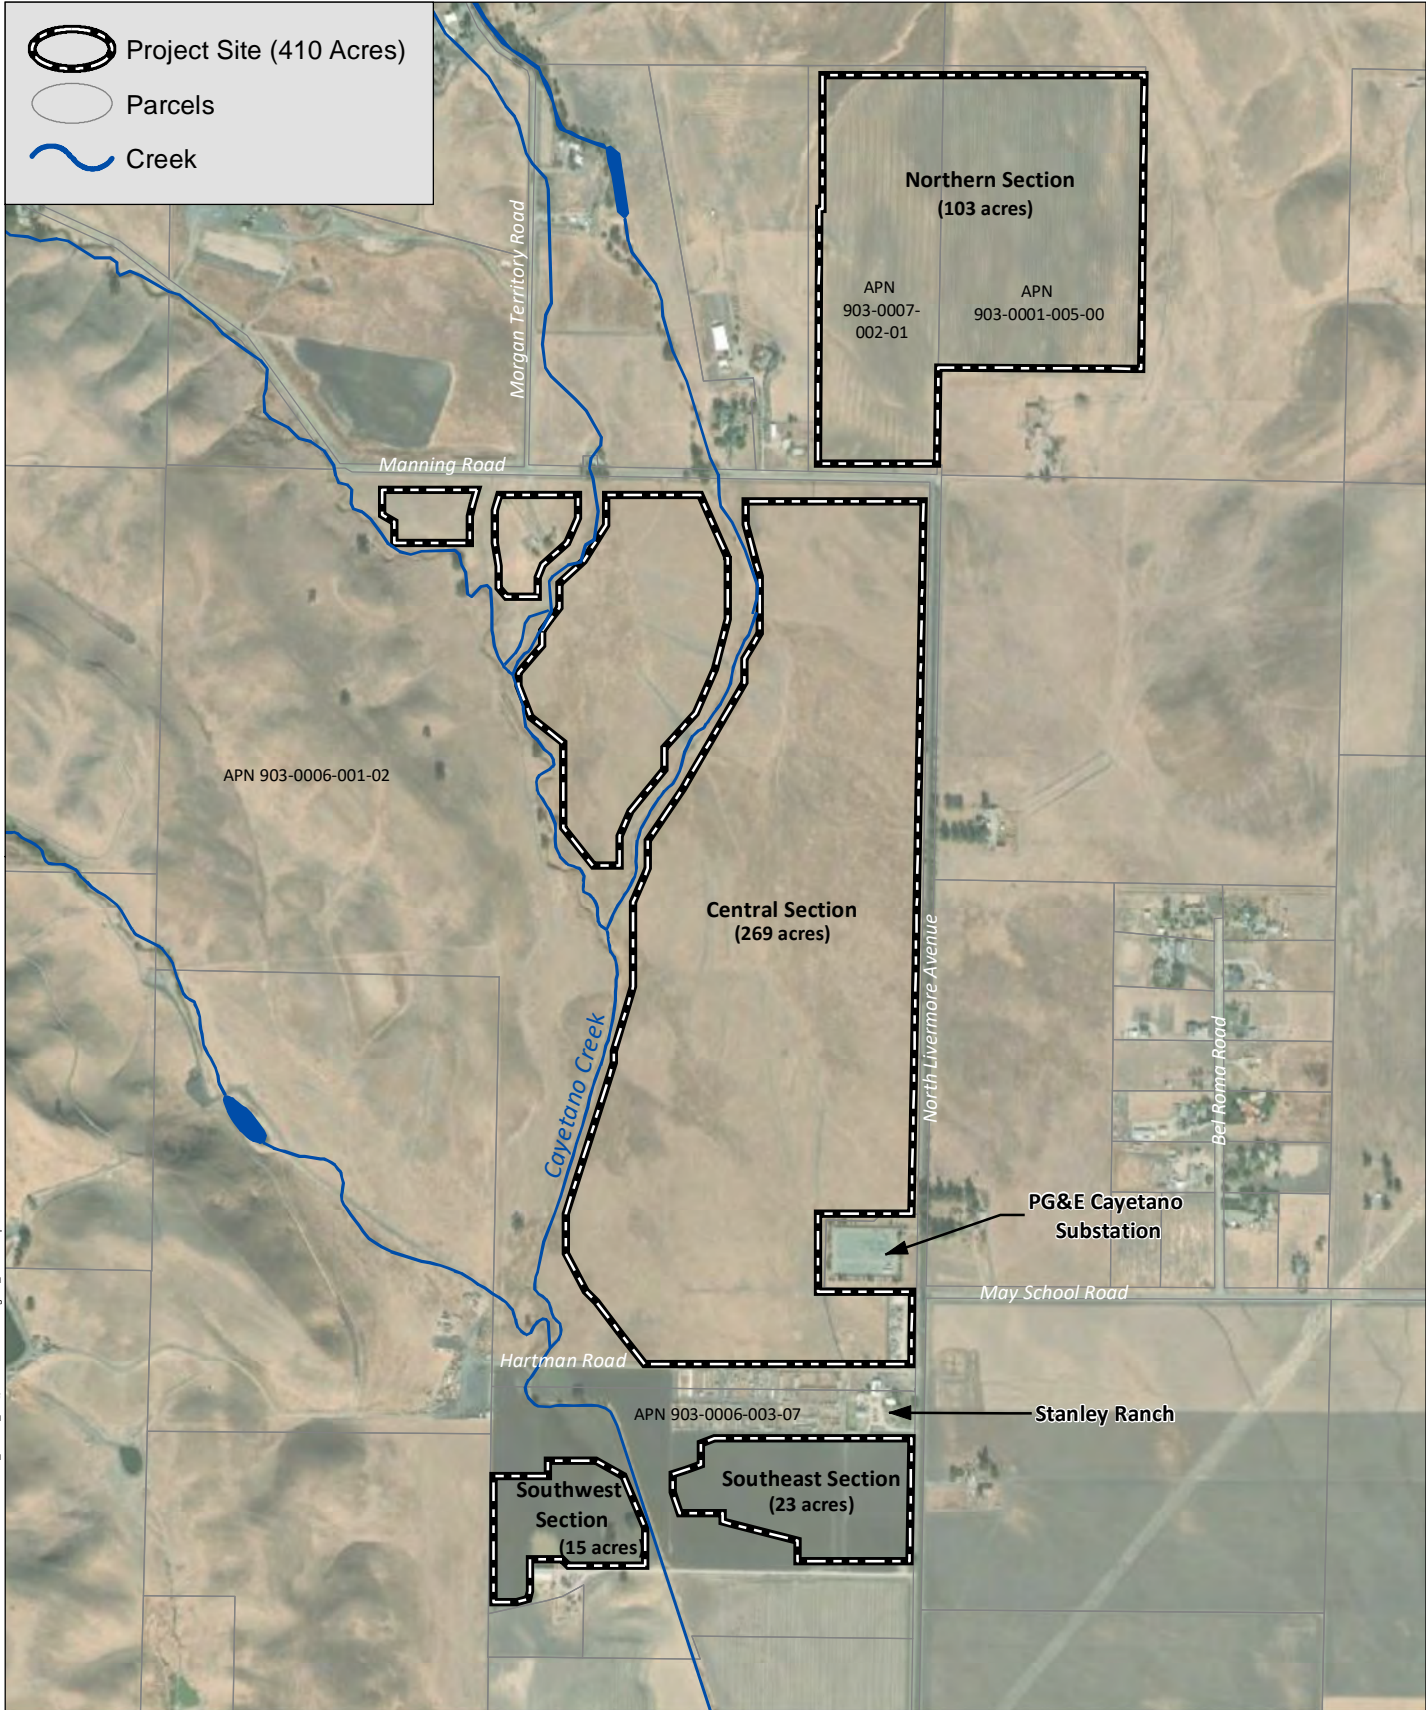 Project Site (410 Acres)
Parcels
Creek
Northern Section
(103 acres)
Morgan Territory Road
APN
903-0007-
002-01
APN
903-0001-005-00
Manning Road
APN 903-0006-001-02
Central Section
(269 acres)
North Livermore Avenue
Cayetano Creek
Bel Roma Road
PG&E Cayetano
Substation
May School Road
Hartman Road
APN 903-0006-003-07
Stanley Ranch
Southwest
Section
(15 acres)
Southeast Section
(23 acres)